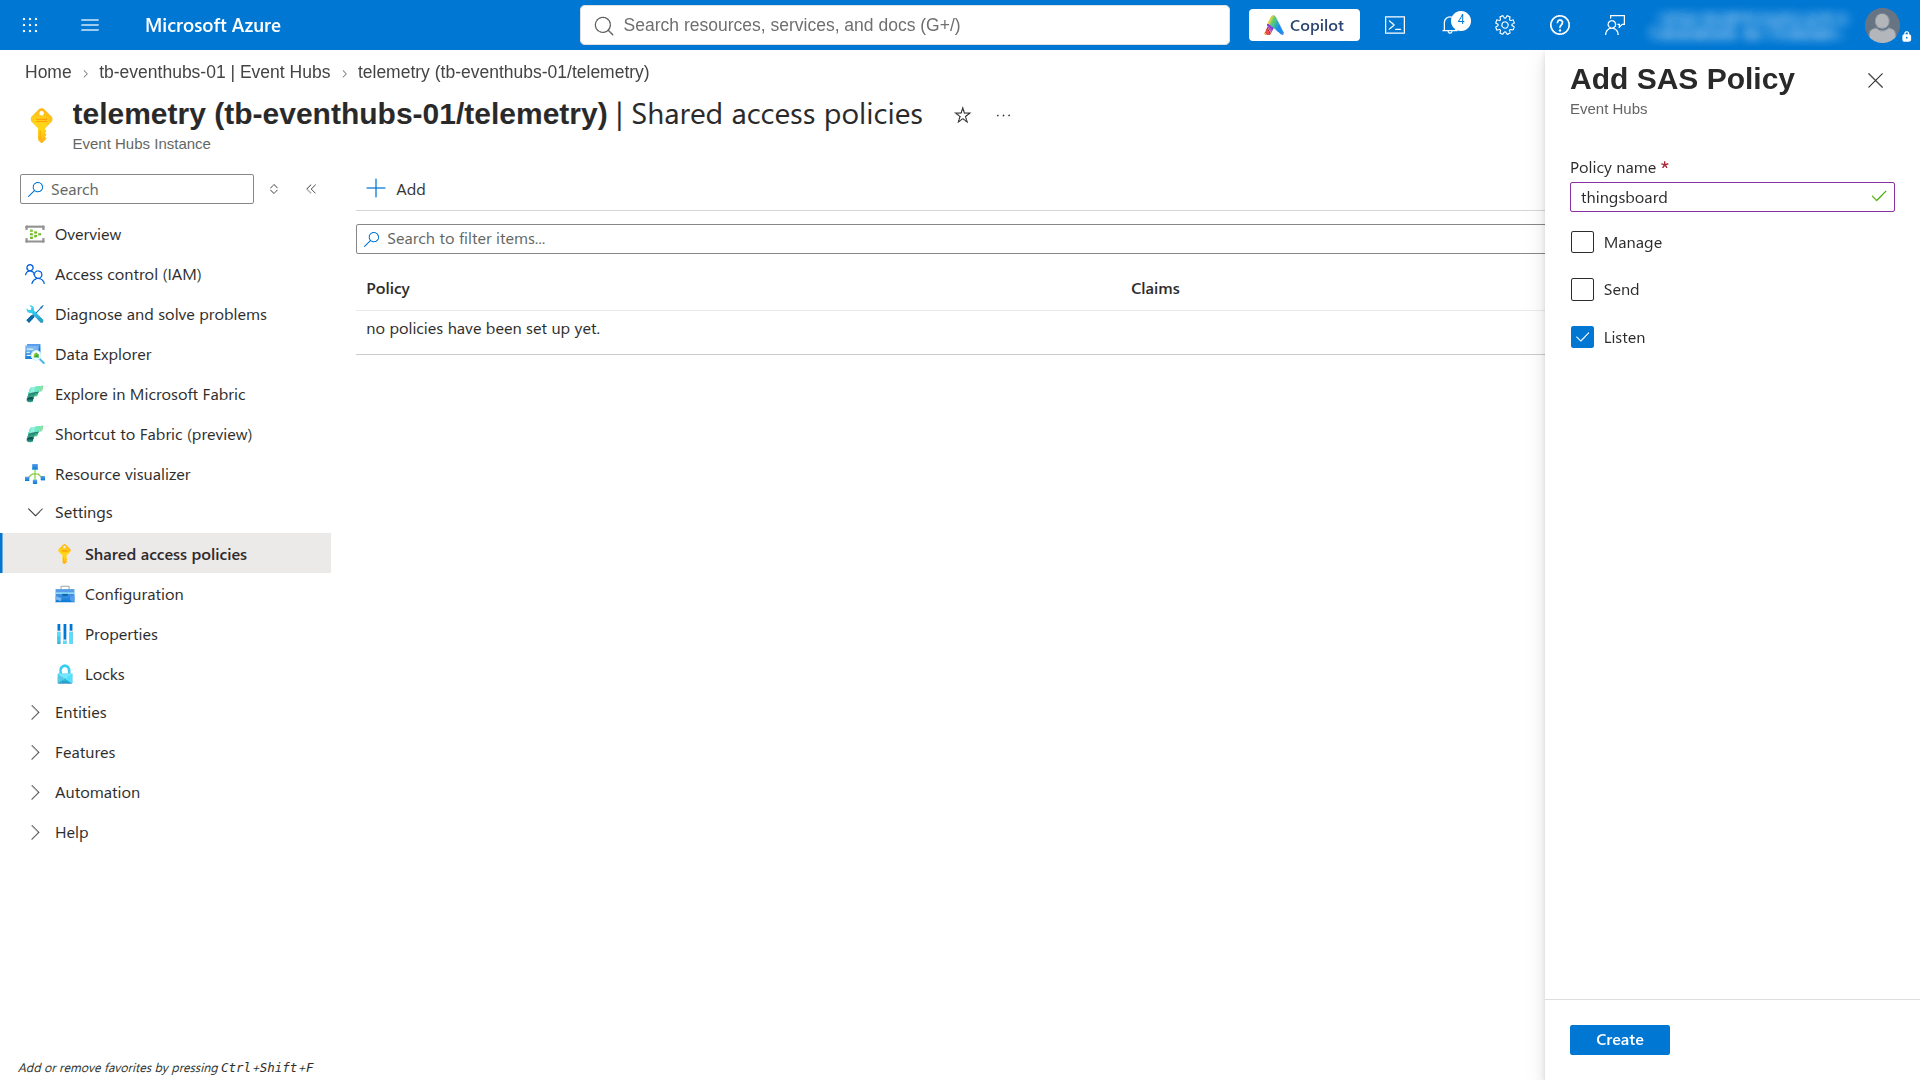 Microsoft Azure
Search resources, services, and docs (G+/)
Copilot
4
Home › tb-eventhubs-01 | Event Hubs › telemetry (tb-eventhubs-01/telemetry)
telemetry (tb-eventhubs-01/telemetry) | Shared access policies ...
Event Hubs Instance
Search
Overview
Access control (IAM)
Diagnose and solve problems
Data Explorer
Explore in Microsoft Fabric
Shortcut to Fabric (preview)
Resource visualizer
Settings
Shared access policies
Configuration
Properties
Locks
Entities
Features
Automation
Help
Add or remove favorites by pressing Ctrl+Shift+F
Add
Search to filter items...
Policy Claims
no policies have been set up yet.
Add SAS Policy
Event Hubs
Policy name *
thingsboard
Manage
Send
Listen
Create